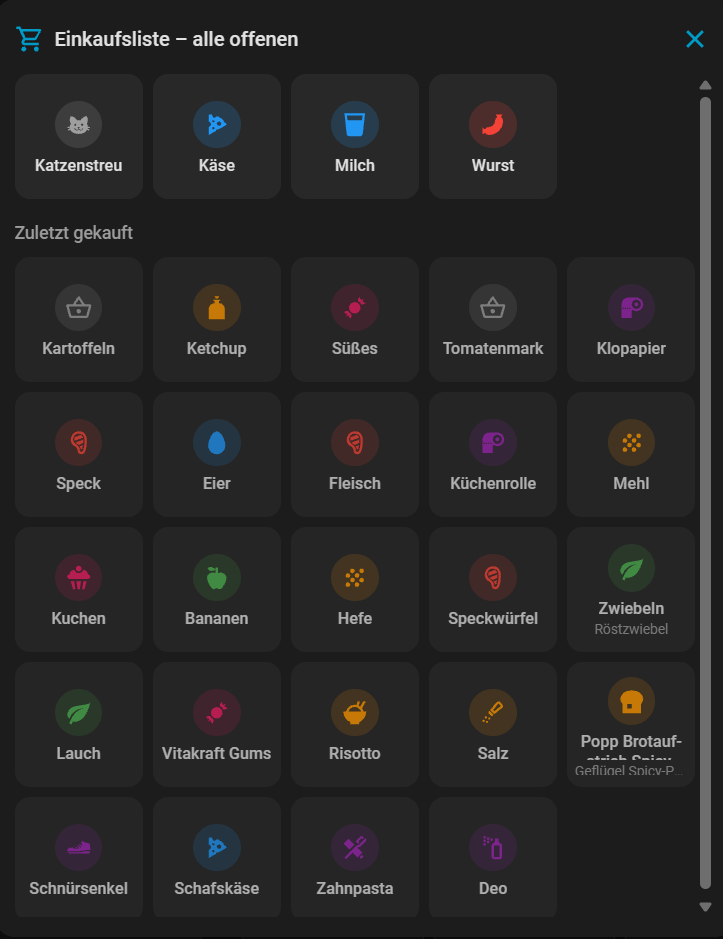 Einkaufsliste – alle offenen
Katzenstreu
Käse
Milch
Wurst
Zuletzt gekauft
Kartoffeln
Ketchup
Süßes
Tomatenmark
Klopapier
Speck
Eier
Fleisch
Küchenrolle
Mehl
Kuchen
Bananen
Hefe
Speckwürfel
Zwiebeln
Röstzwiebel
Lauch
Vitakraft Gums
Risotto
Salz
Popp Brotauf-
strich Spicy
Geflügel Spicy-P...
Schnürsenkel
Schafskäse
Zahnpasta
Deo